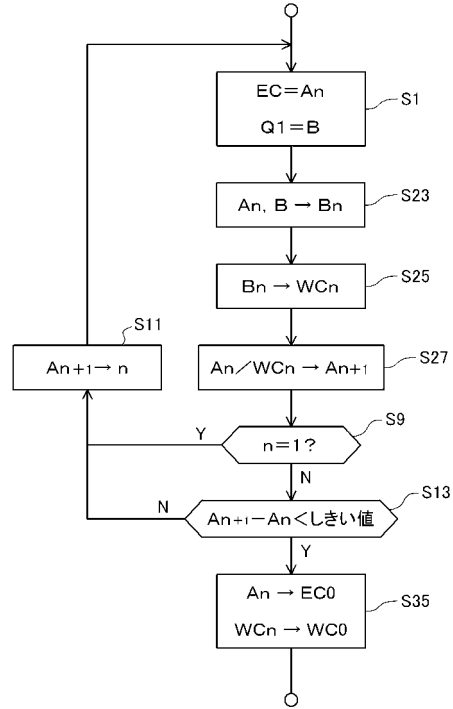 EC=An
Q1=B
S1
An, B → Bn
S23
Bn → WCn
S25
S11
An+1→ n
An／WCn → An+1
S27
Y
n=1?
S9
N
N
An+1－An＜しきい値
S13
Y
An → EC0
WCn → WC0
S35